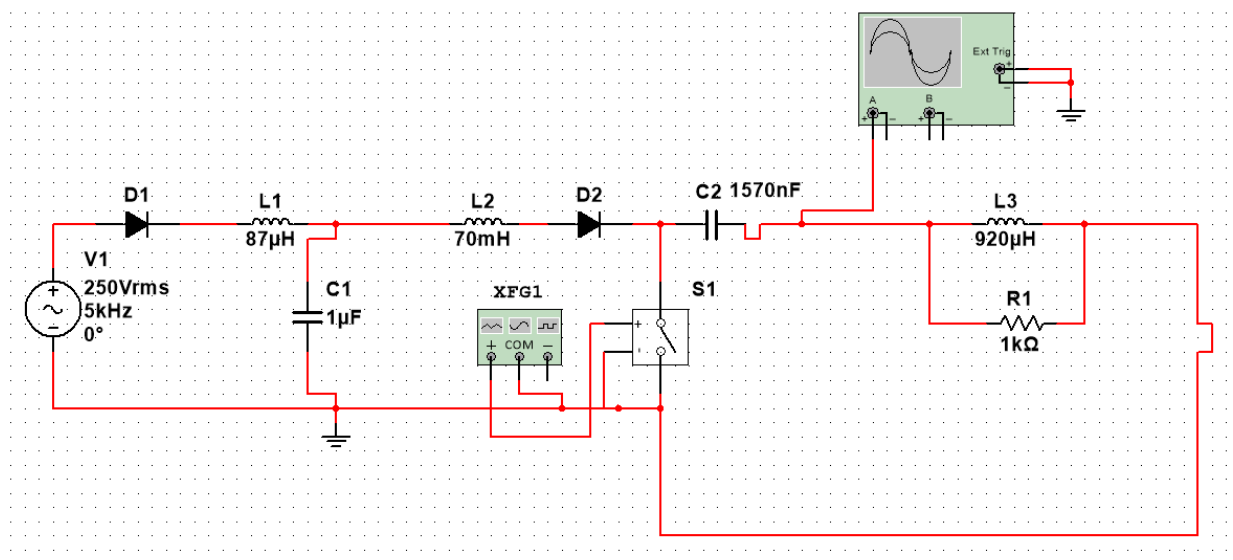 Ext Trig
+
−
A
B
+
−
+
−
D1
L1
87µH
L2
70mH
D2
C2 1570nF
L3
920µH
V1
250Vrms
5kHz
0°
+
−
C1
1µF
XFG1
+ COM −
S1
+
-
R1
1kΩ